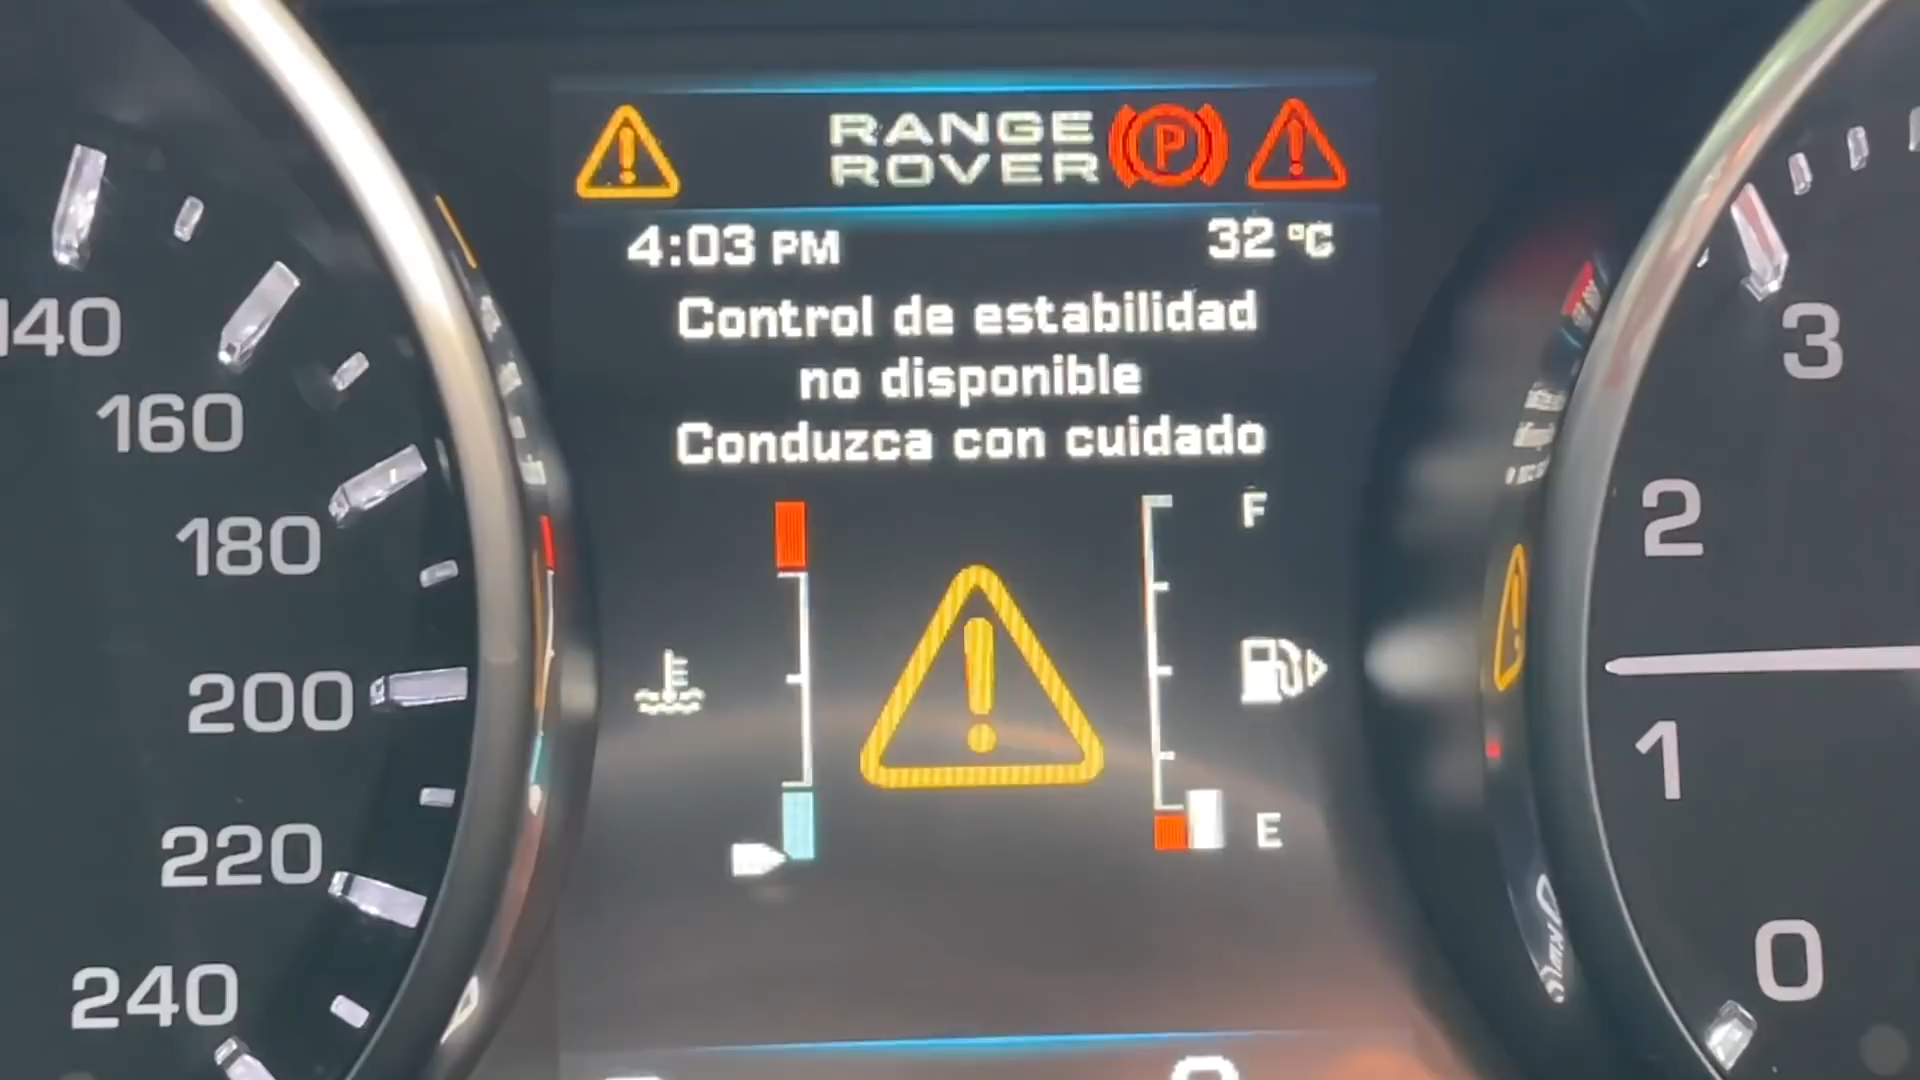 RANGE
ROVER
P
4:03 PM
32 °C
Control de estabilidad
no disponible
Conduzca con cuidado
F
E
140
160
180
200
220
240
3
2
1
0